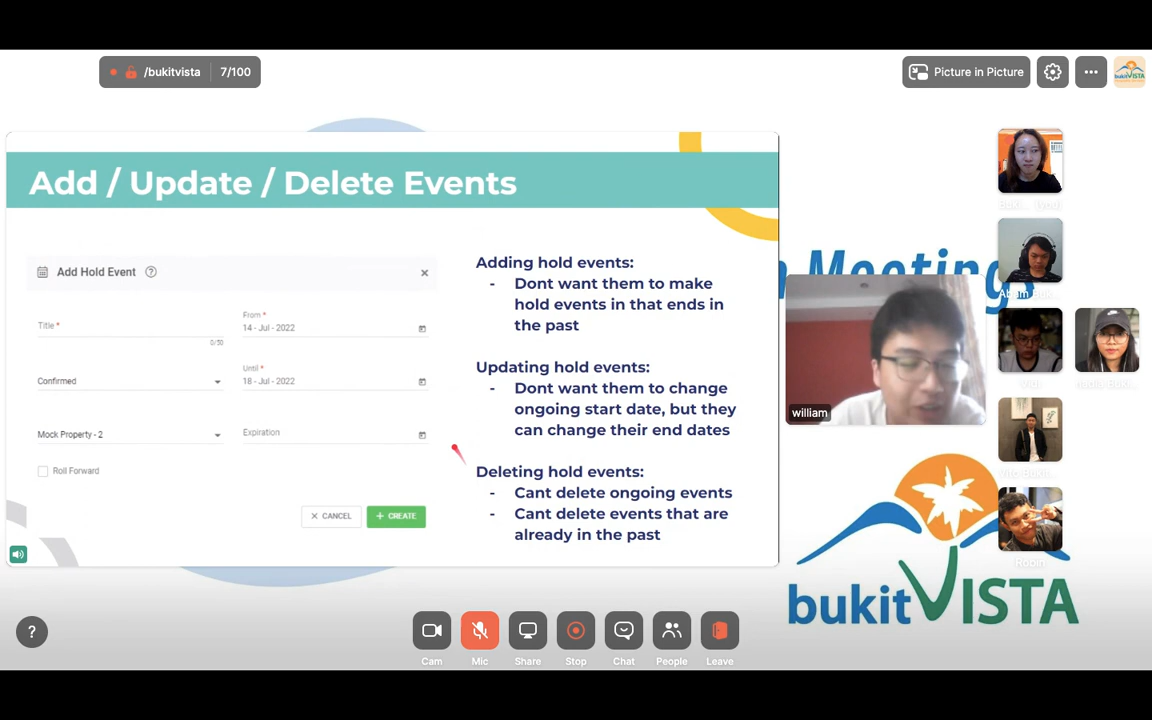 /bukitvista 7/100
Picture in Picture
bukitVISTA
Add / Update / Delete Events
Add Hold Event ?
Title *
0/50
From *
14 - Jul - 2022
Confirmed
Until *
18 - Jul - 2022
Mock Property - 2
Expiration
Roll Forward
CANCEL
+ CREATE
Adding hold events:
- Dont want them to make
hold events in that ends in
the past
Updating hold events:
- Dont want them to change
ongoing start date, but they
can change their end dates
Deleting hold events:
- Cant delete ongoing events
- Cant delete events that are
already in the past
Meeting
william
Robin
bukitVISTA
?
Cam
Mic
Share
Stop
Chat
People
Leave